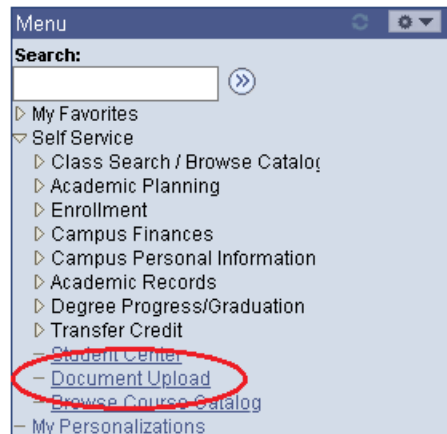 Menu
Search:
My Favorites
Self Service
Class Search / Browse Catalog
Academic Planning
Enrollment
Campus Finances
Campus Personal Information
Academic Records
Degree Progress/Graduation
Transfer Credit
Student Center
Document Upload
Browse Course Catalog
My Personalizations